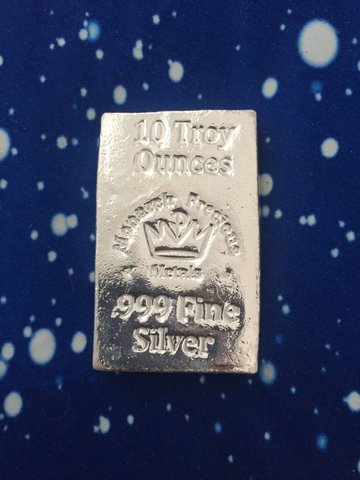 10 Troy
Ounces
Monarch Precious
Metals
.999 Fine
Silver